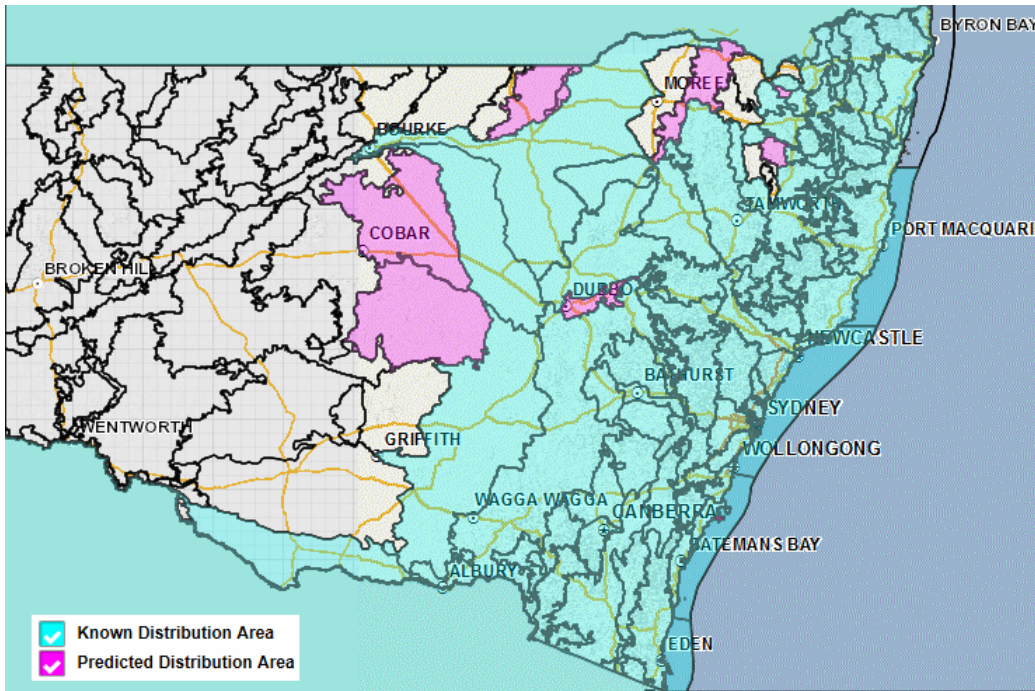 BYRON BAY
MOREE
BOURKE
TAMWORTH
COBAR
PORT MACQUARI
BROKEN HILL
DUBBO
NEWCASTLE
BATHURST
SYDNEY
WENTWORTH
GRIFFITH
WOLLONGONG
WAGGA WAGGA
CANBERRA
BATEMANS BAY
ALBURY
EDEN
Known Distribution Area
Predicted Distribution Area